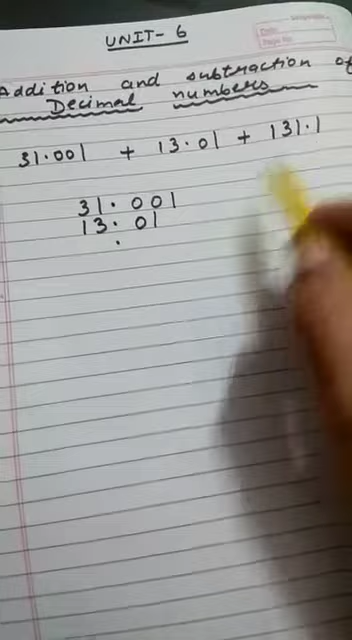 UNIT-6
Addition and subtraction of
Decimal numbers
31.001 + 13.01 + 131.1
31.001
13.01
.